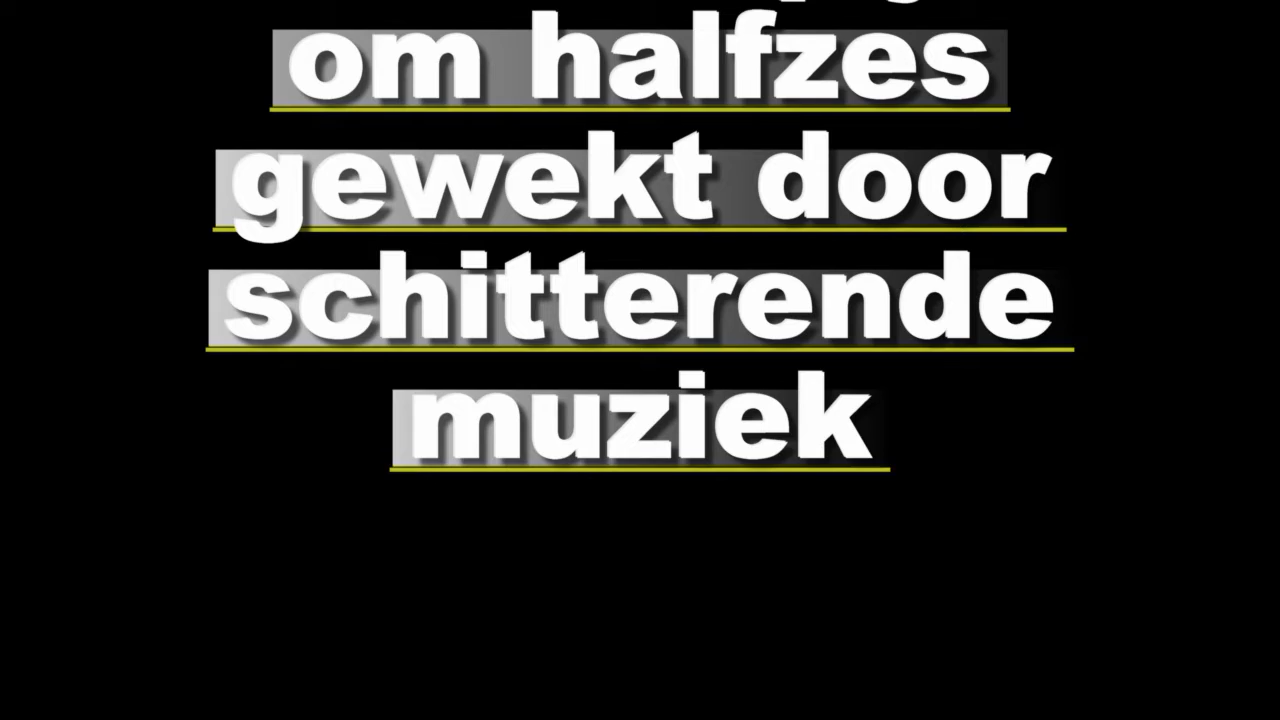 om halfzes
gewekt door
schitterende
muziek